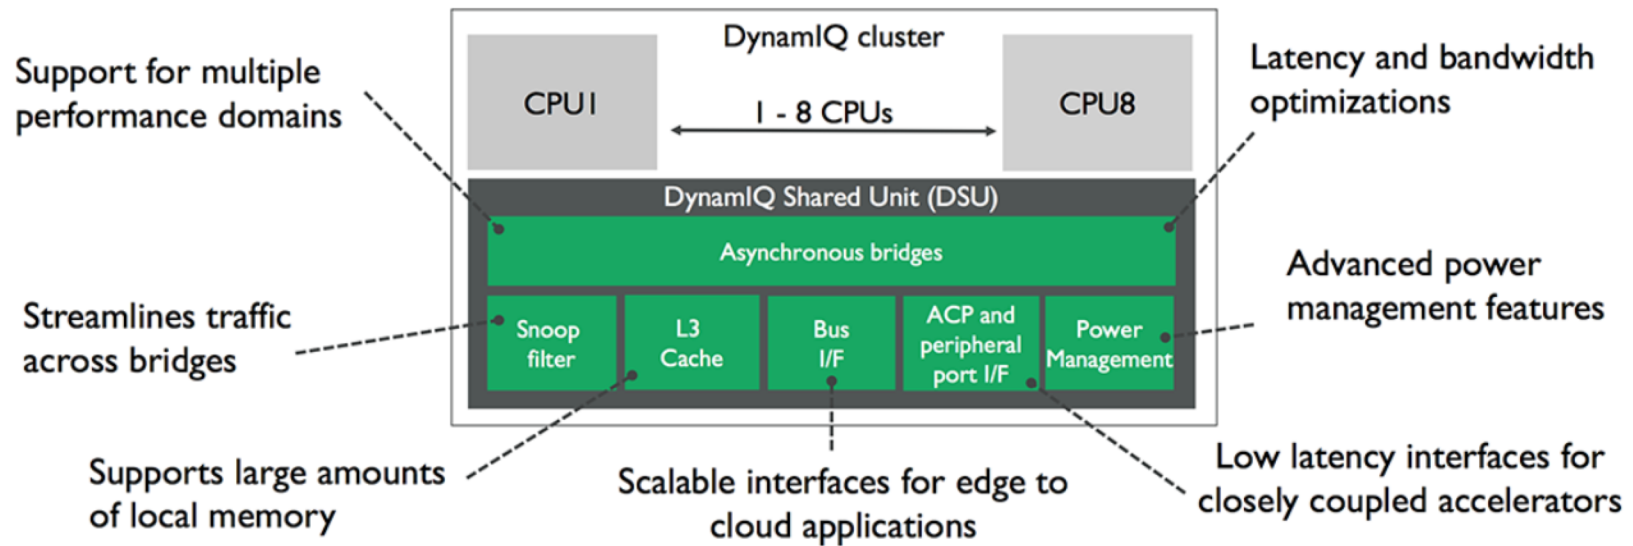 DynamIQ cluster
CPU1
1 - 8 CPUs
CPU8
Support for multiple
performance domains
Latency and bandwidth
optimizations
DynamIQ Shared Unit (DSU)
Asynchronous bridges
Snoop
filter
L3
Cache
Bus
I/F
ACP and
peripheral
port I/F
Power
Management
Streamlines traffic
across bridges
Advanced power
management features
Supports large amounts
of local memory
Scalable interfaces for edge to
cloud applications
Low latency interfaces for
closely coupled accelerators